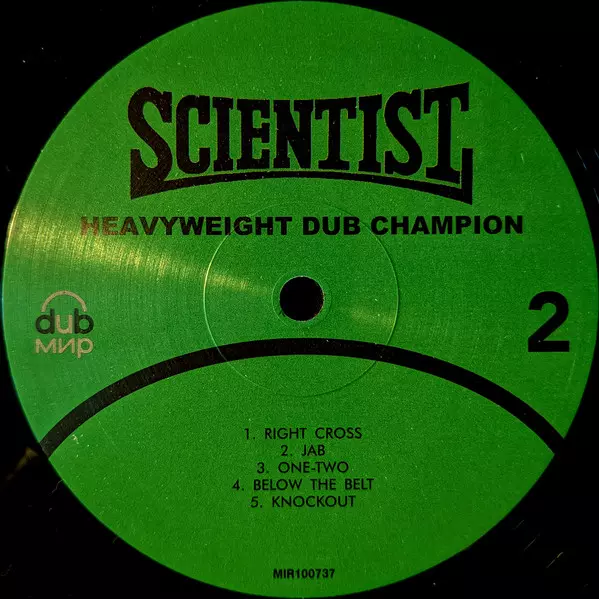 SCIENTIST
HEAVYWEIGHT DUB CHAMPION
dub
мир
2
1. RIGHT CROSS
2. JAB
3. ONE-TWO
4. BELOW THE BELT
5. KNOCKOUT
MIR100737